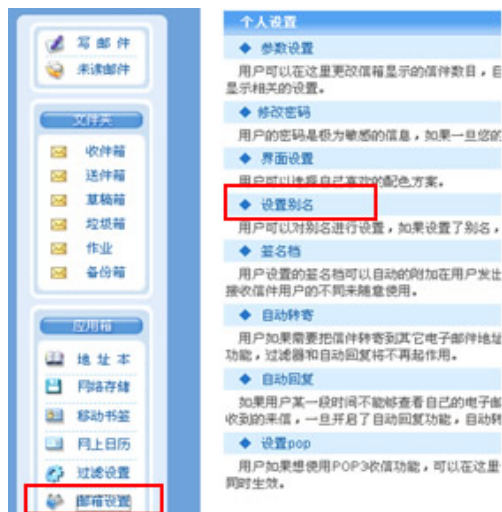 写邮件
未读邮件
文件夹
收件箱
送件箱
草稿箱
垃圾箱
作业
备份箱
应用箱
地址本
网络存储
移动书签
网上日历
过滤设置
邮箱设置
个人设置
参数设置
用户可以在这里更改信箱显示的信件数目,自
显示相关的设置。
修改密码
用户的密码是极为敏感的信息,如果一旦您的
界面设置
用户可以选择自己喜欢的配色方案。
设置别名
用户可以对别名进行设置,如果设置了别名,
签名档
用户设置的签名档可以自动的附加在用户发出
接收信件用户的不同来随意使用。
自动转寄
用户如果需要把信件转寄到其它电子邮件地址
功能,过滤器和自动回复将不再起作用。
自动回复
如果用户某一段时间不能够查看自己的电子邮
收到的来信,一旦开启了自动回复功能,自动转
设置pop
用户如果想使用POP3收信功能,可以在这里
同时生效。